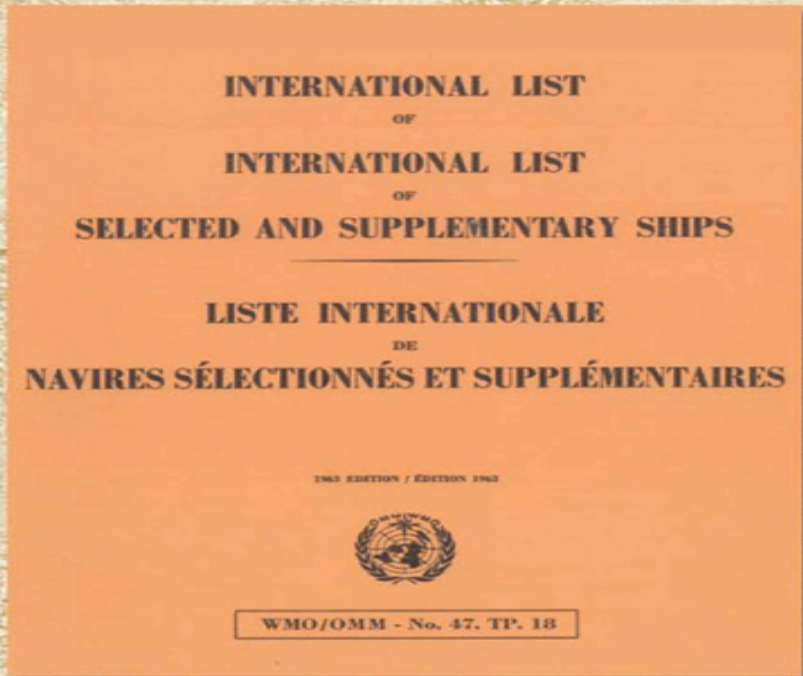 INTERNATIONAL LIST
OF
INTERNATIONAL LIST
OF
SELECTED AND SUPPLEMENTARY SHIPS
LISTE INTERNATIONALE
DE
NAVIRES SÉLECTIONNÉS ET SUPPLÉMENTAIRES
EDITION / ÉDITION
WMO/OMM - No. 47. TP. 18